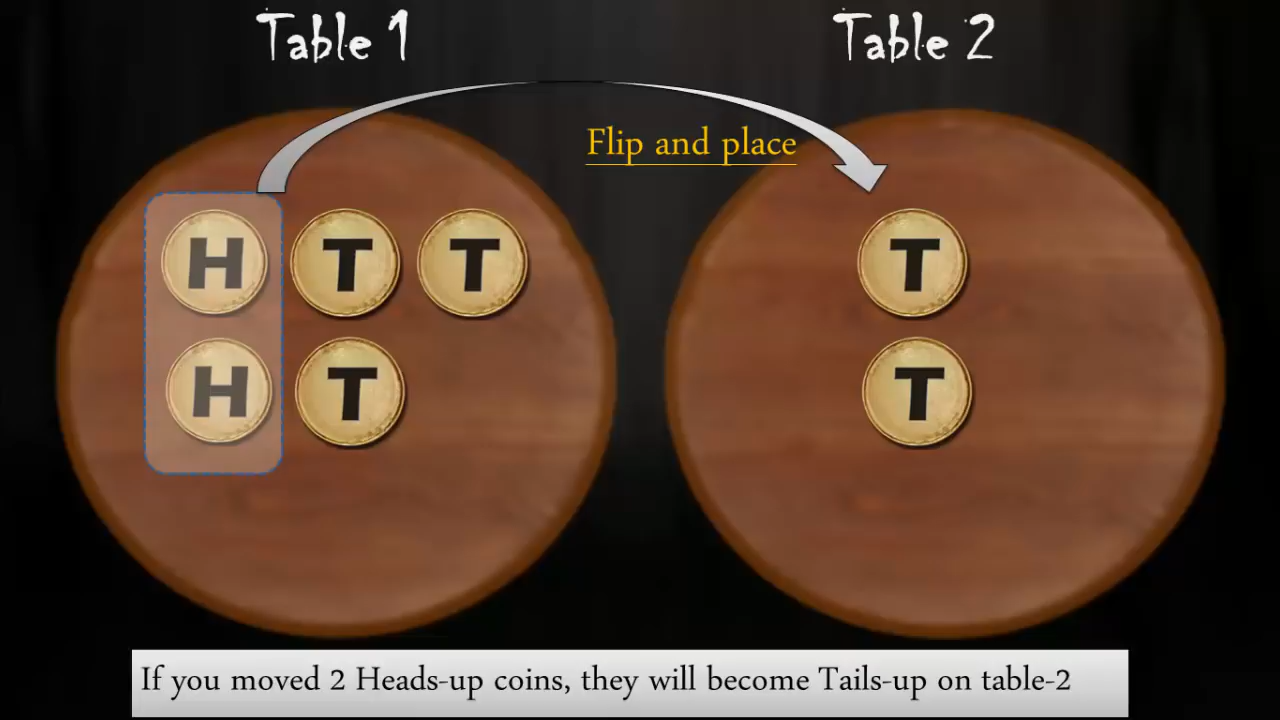 Table 1
Table 2
Flip and place
H T T
T
H T
T
If you moved 2 Heads-up coins, they will become Tails-up on table-2